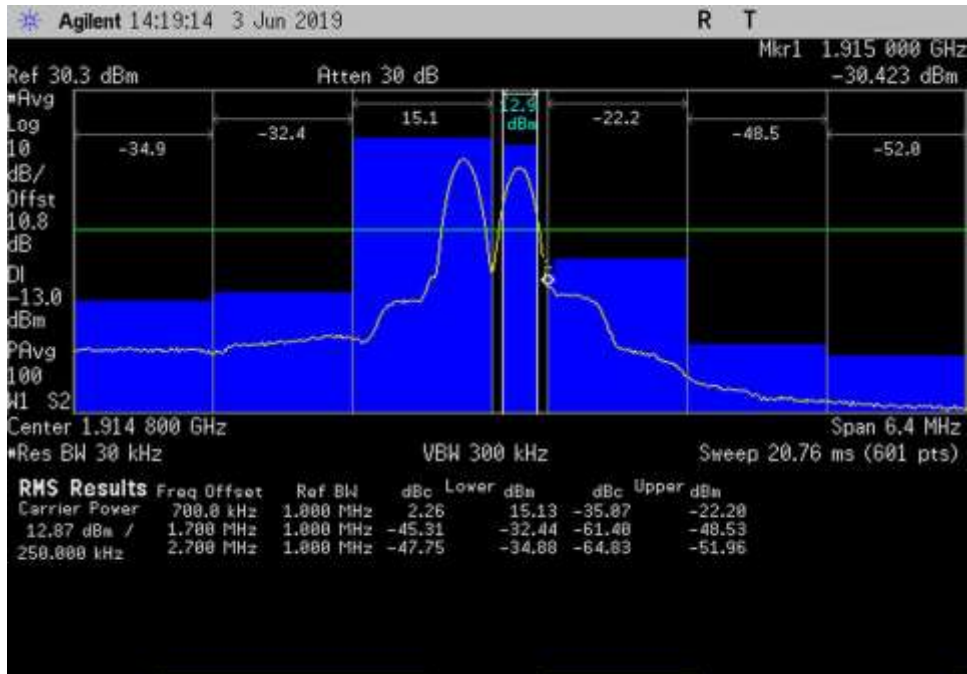 Agilent 14:19:14 3 Jun 2019 R T
Mkr1 1.915 000 GHz
Ref 30.3 dBm Atten 30 dB -30.423 dBm
#Avg
Log
10
dB/
Offst
10.8
dB
DI
-13.0
dBm
PAvg
100
W1 S2
-34.9 -32.4 15.1 12.9 dBm -22.2 -48.5 -52.0
1
Center 1.914 800 GHz Span 6.4 MHz
#Res BW 30 kHz VBW 300 kHz Sweep 20.76 ms (601 pts)
RMS Results Freq Offset Ref BW dBc Lower dBm dBc Upper dBm
Carrier Power 700.0 kHz 1.000 MHz 2.26 15.13 -35.07 -22.20
12.87 dBm / 1.700 MHz 1.000 MHz -45.31 -32.44 -61.40 -48.53
250.000 kHz 2.700 MHz 1.000 MHz -47.75 -34.88 -64.83 -51.96